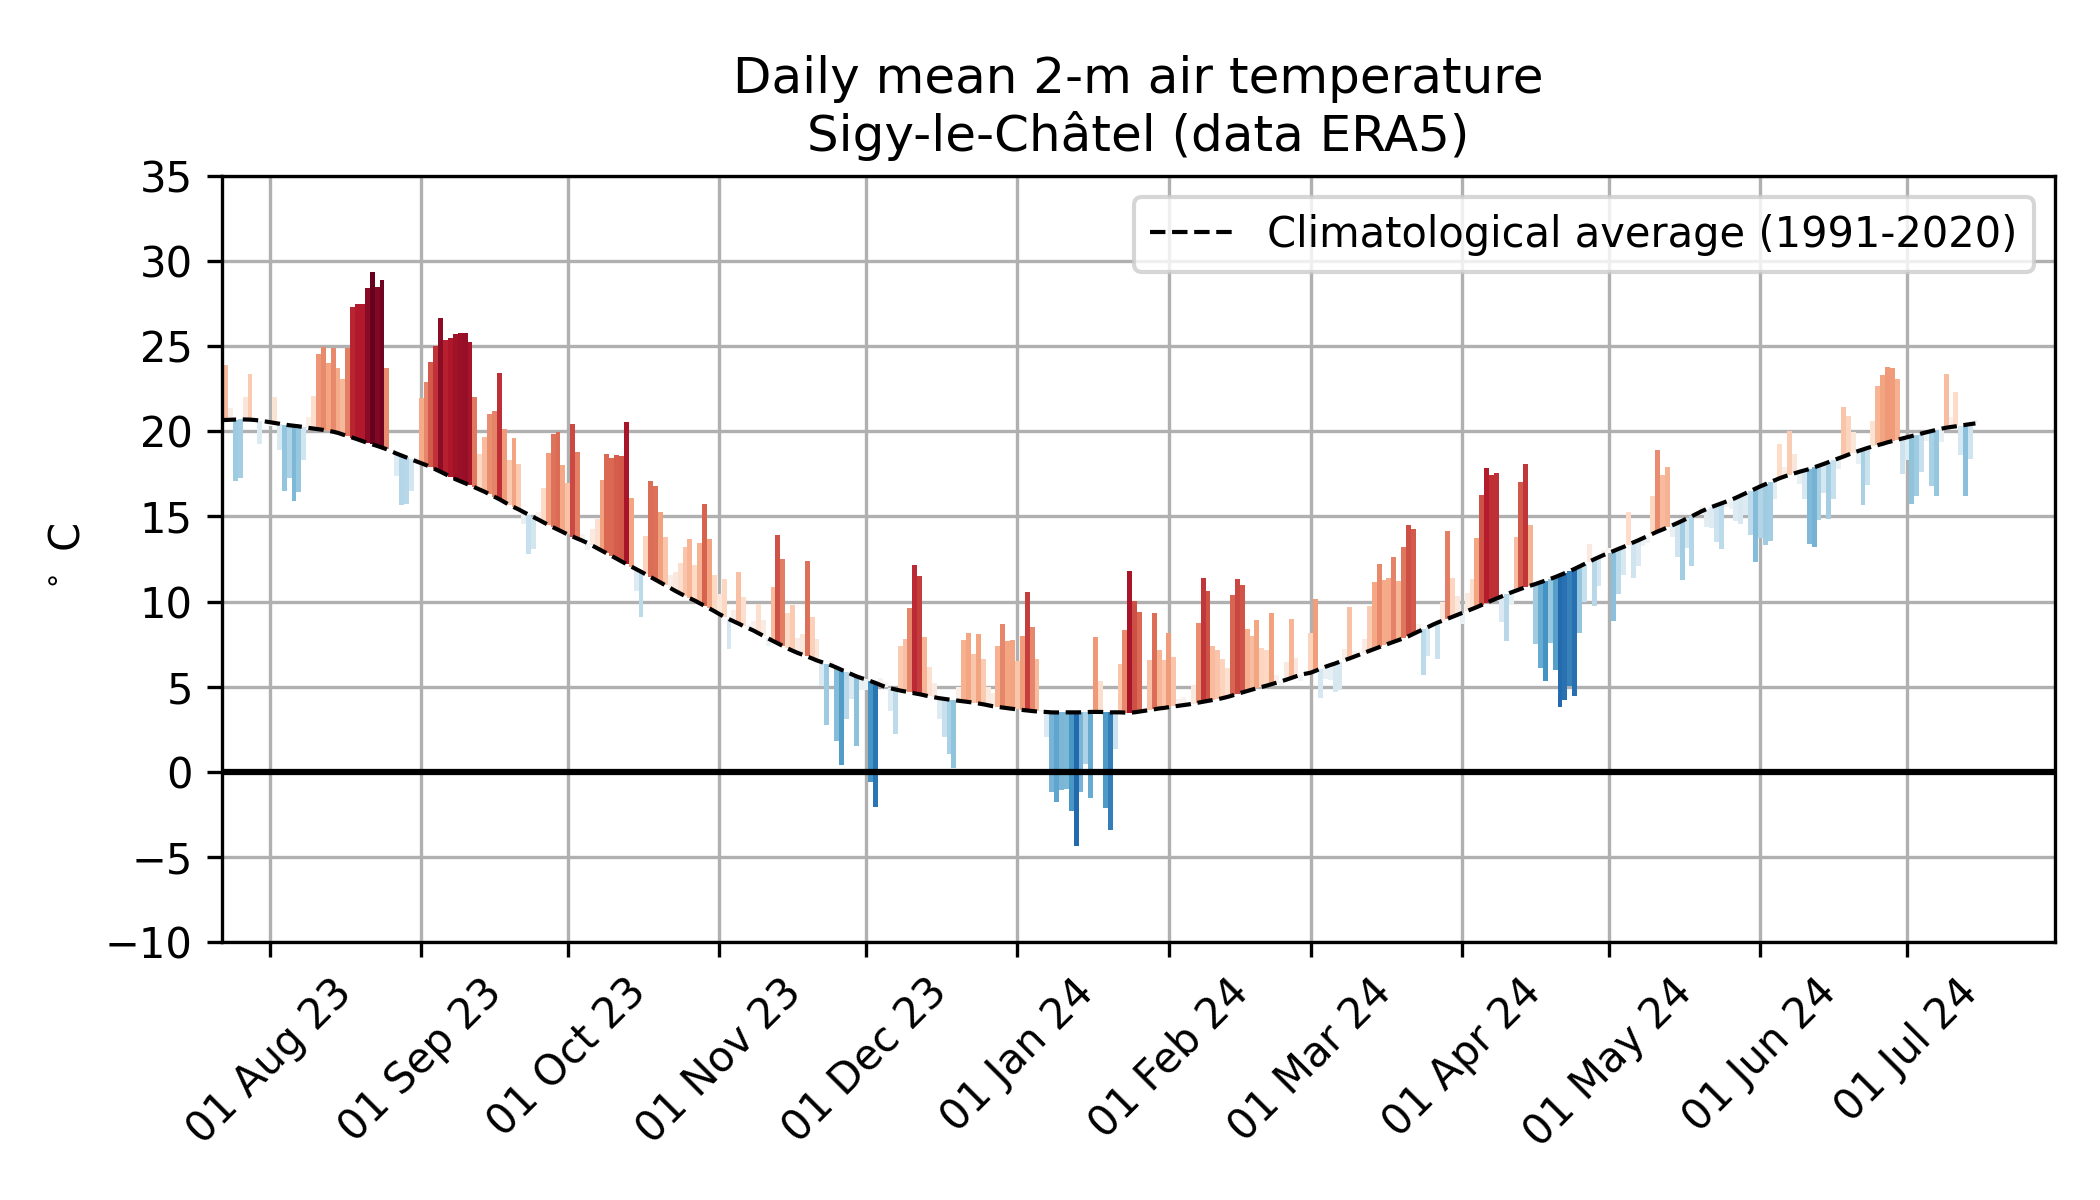 Daily mean 2-m air temperature
Sigy-le-Châtel (data ERA5)
Climatological average (1991-2020)
° C
35
30
25
20
15
10
5
0
−5
−10
01 Aug 23
01 Sep 23
01 Oct 23
01 Nov 23
01 Dec 23
01 Jan 24
01 Feb 24
01 Mar 24
01 Apr 24
01 May 24
01 Jun 24
01 Jul 24